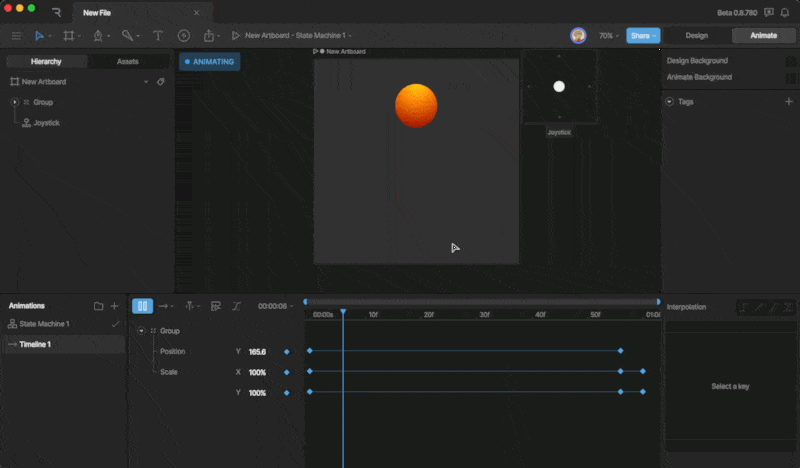 New File
Beta 0.8.780
New Artboard - State Machine 1
70%
Share
Design
Animate
Hierarchy
Assets
ANIMATING
New Artboard
Design Background
Animate Background
New Artboard
Group
Joystick
Joystick
Tags
Animations
00:00:06
Interpolation
State Machine 1
Timeline 1
00:00s
10f
20f
30f
40f
50f
Group
Position
Y
165.6
Scale
X
100%
Y
100%
Select a key